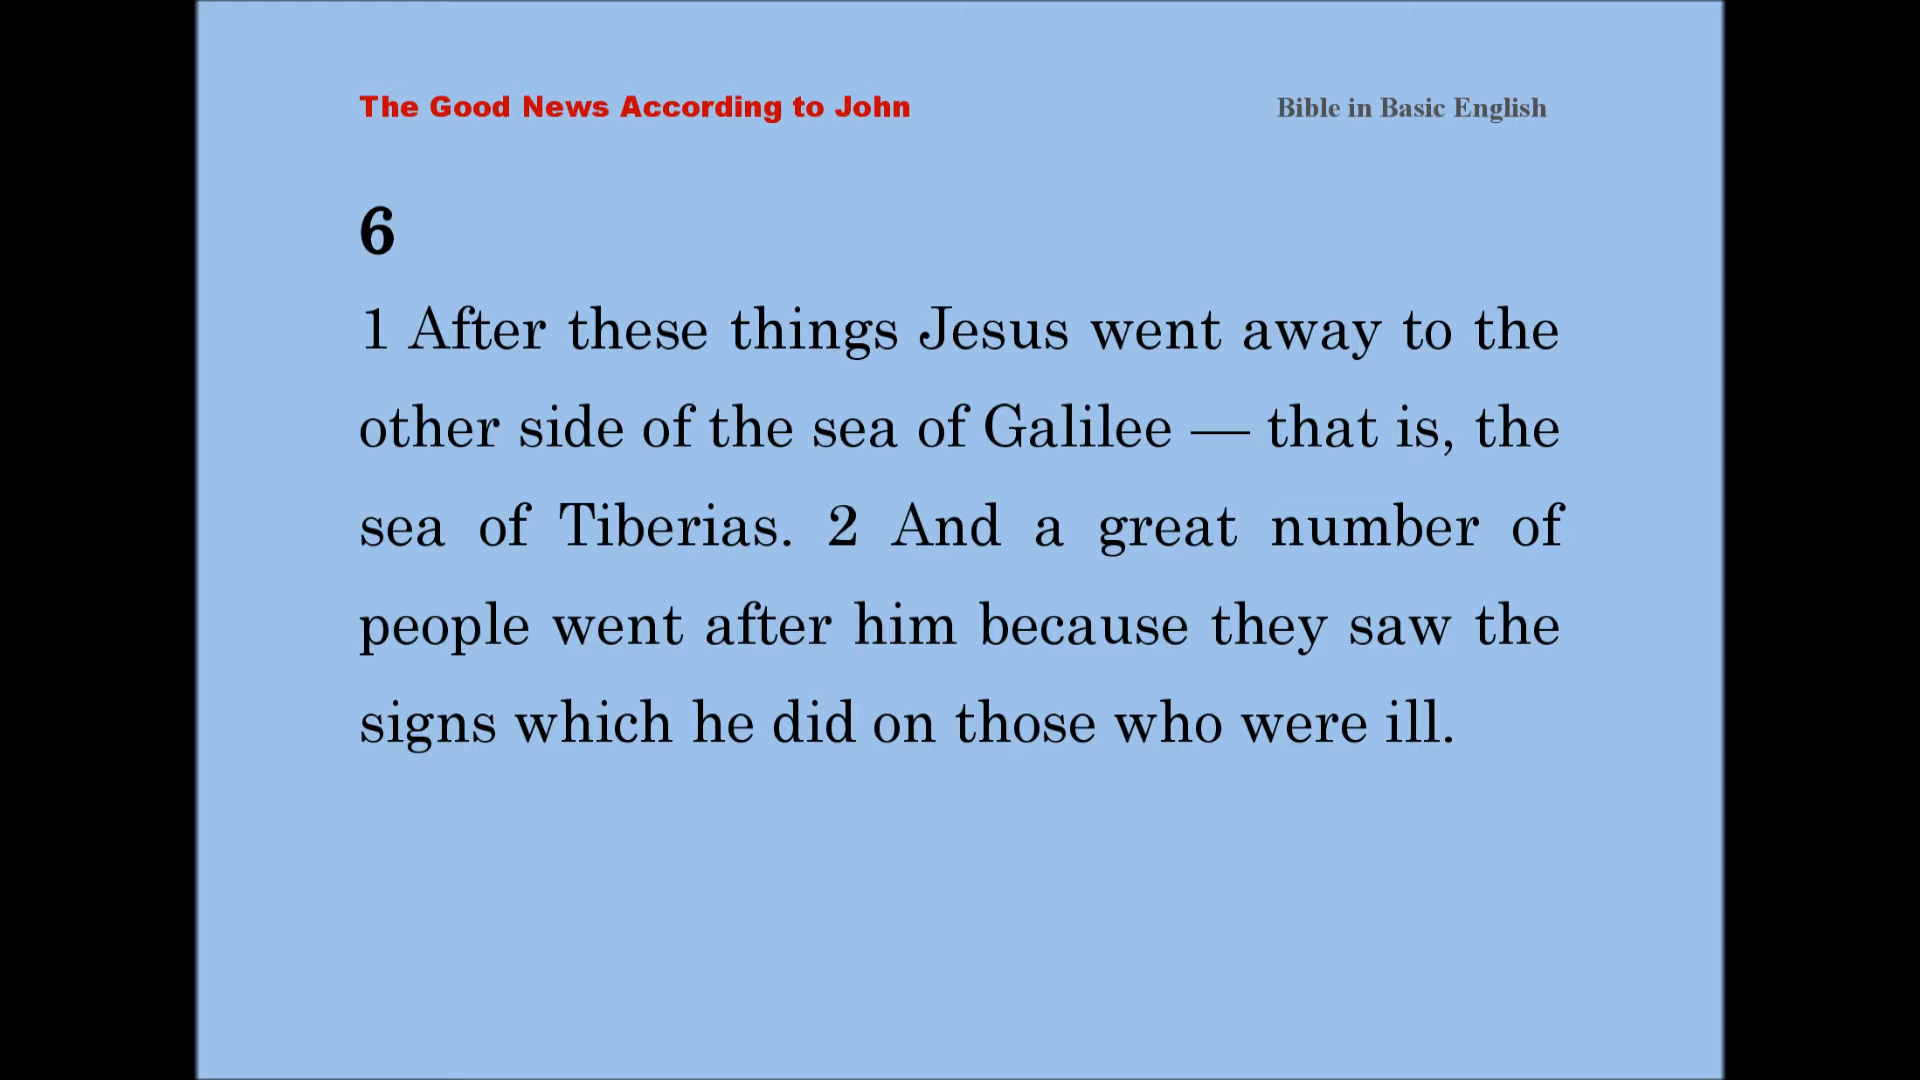 The Good News According to John Bible in Basic English
6
1 After these things Jesus went away to the
other side of the sea of Galilee — that is, the
sea of Tiberias. 2 And a great number of
people went after him because they saw the
signs which he did on those who were ill.